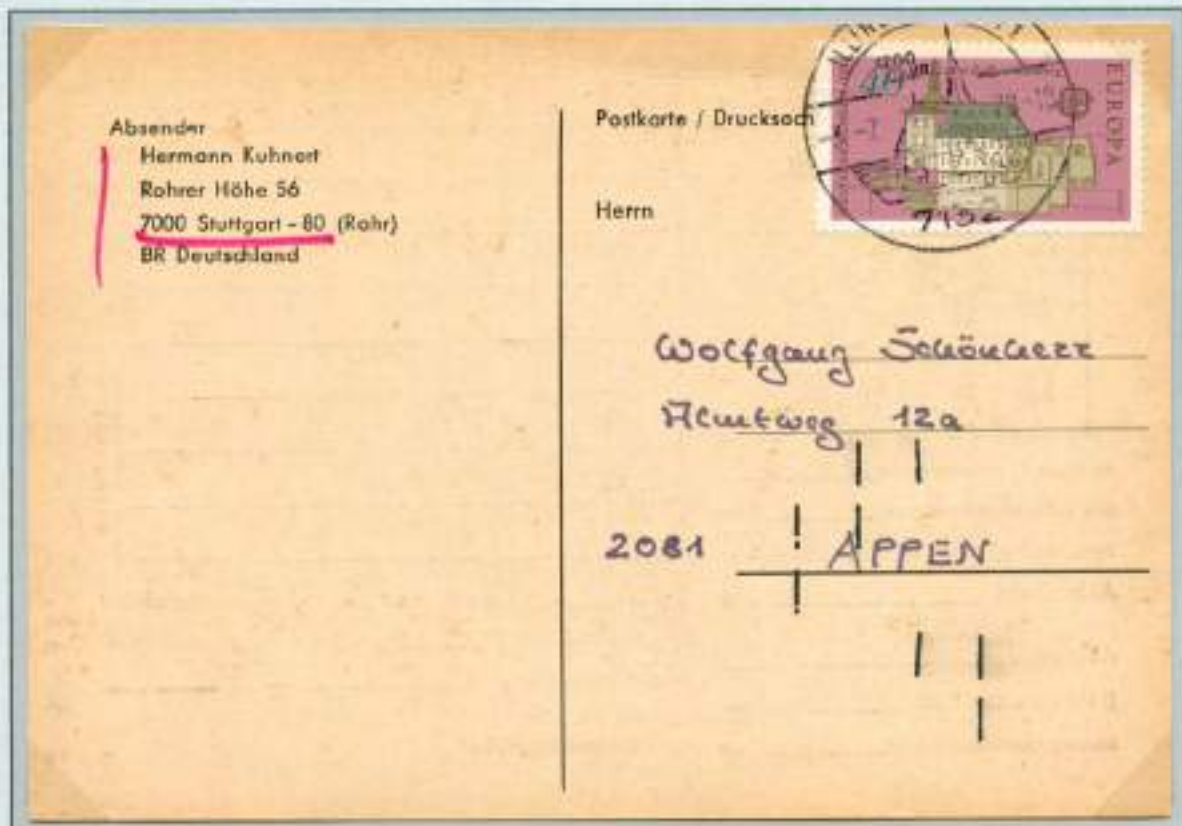 Absender
Hermann Kuhnert
Rohrer Höhe 56
7000 Stuttgart - 80 (Rohr)
BR Deutschland
Postkarte / Drucksach
Herrn
EUROPA
Wolfgang Schönherr
12a
2081 APPEN